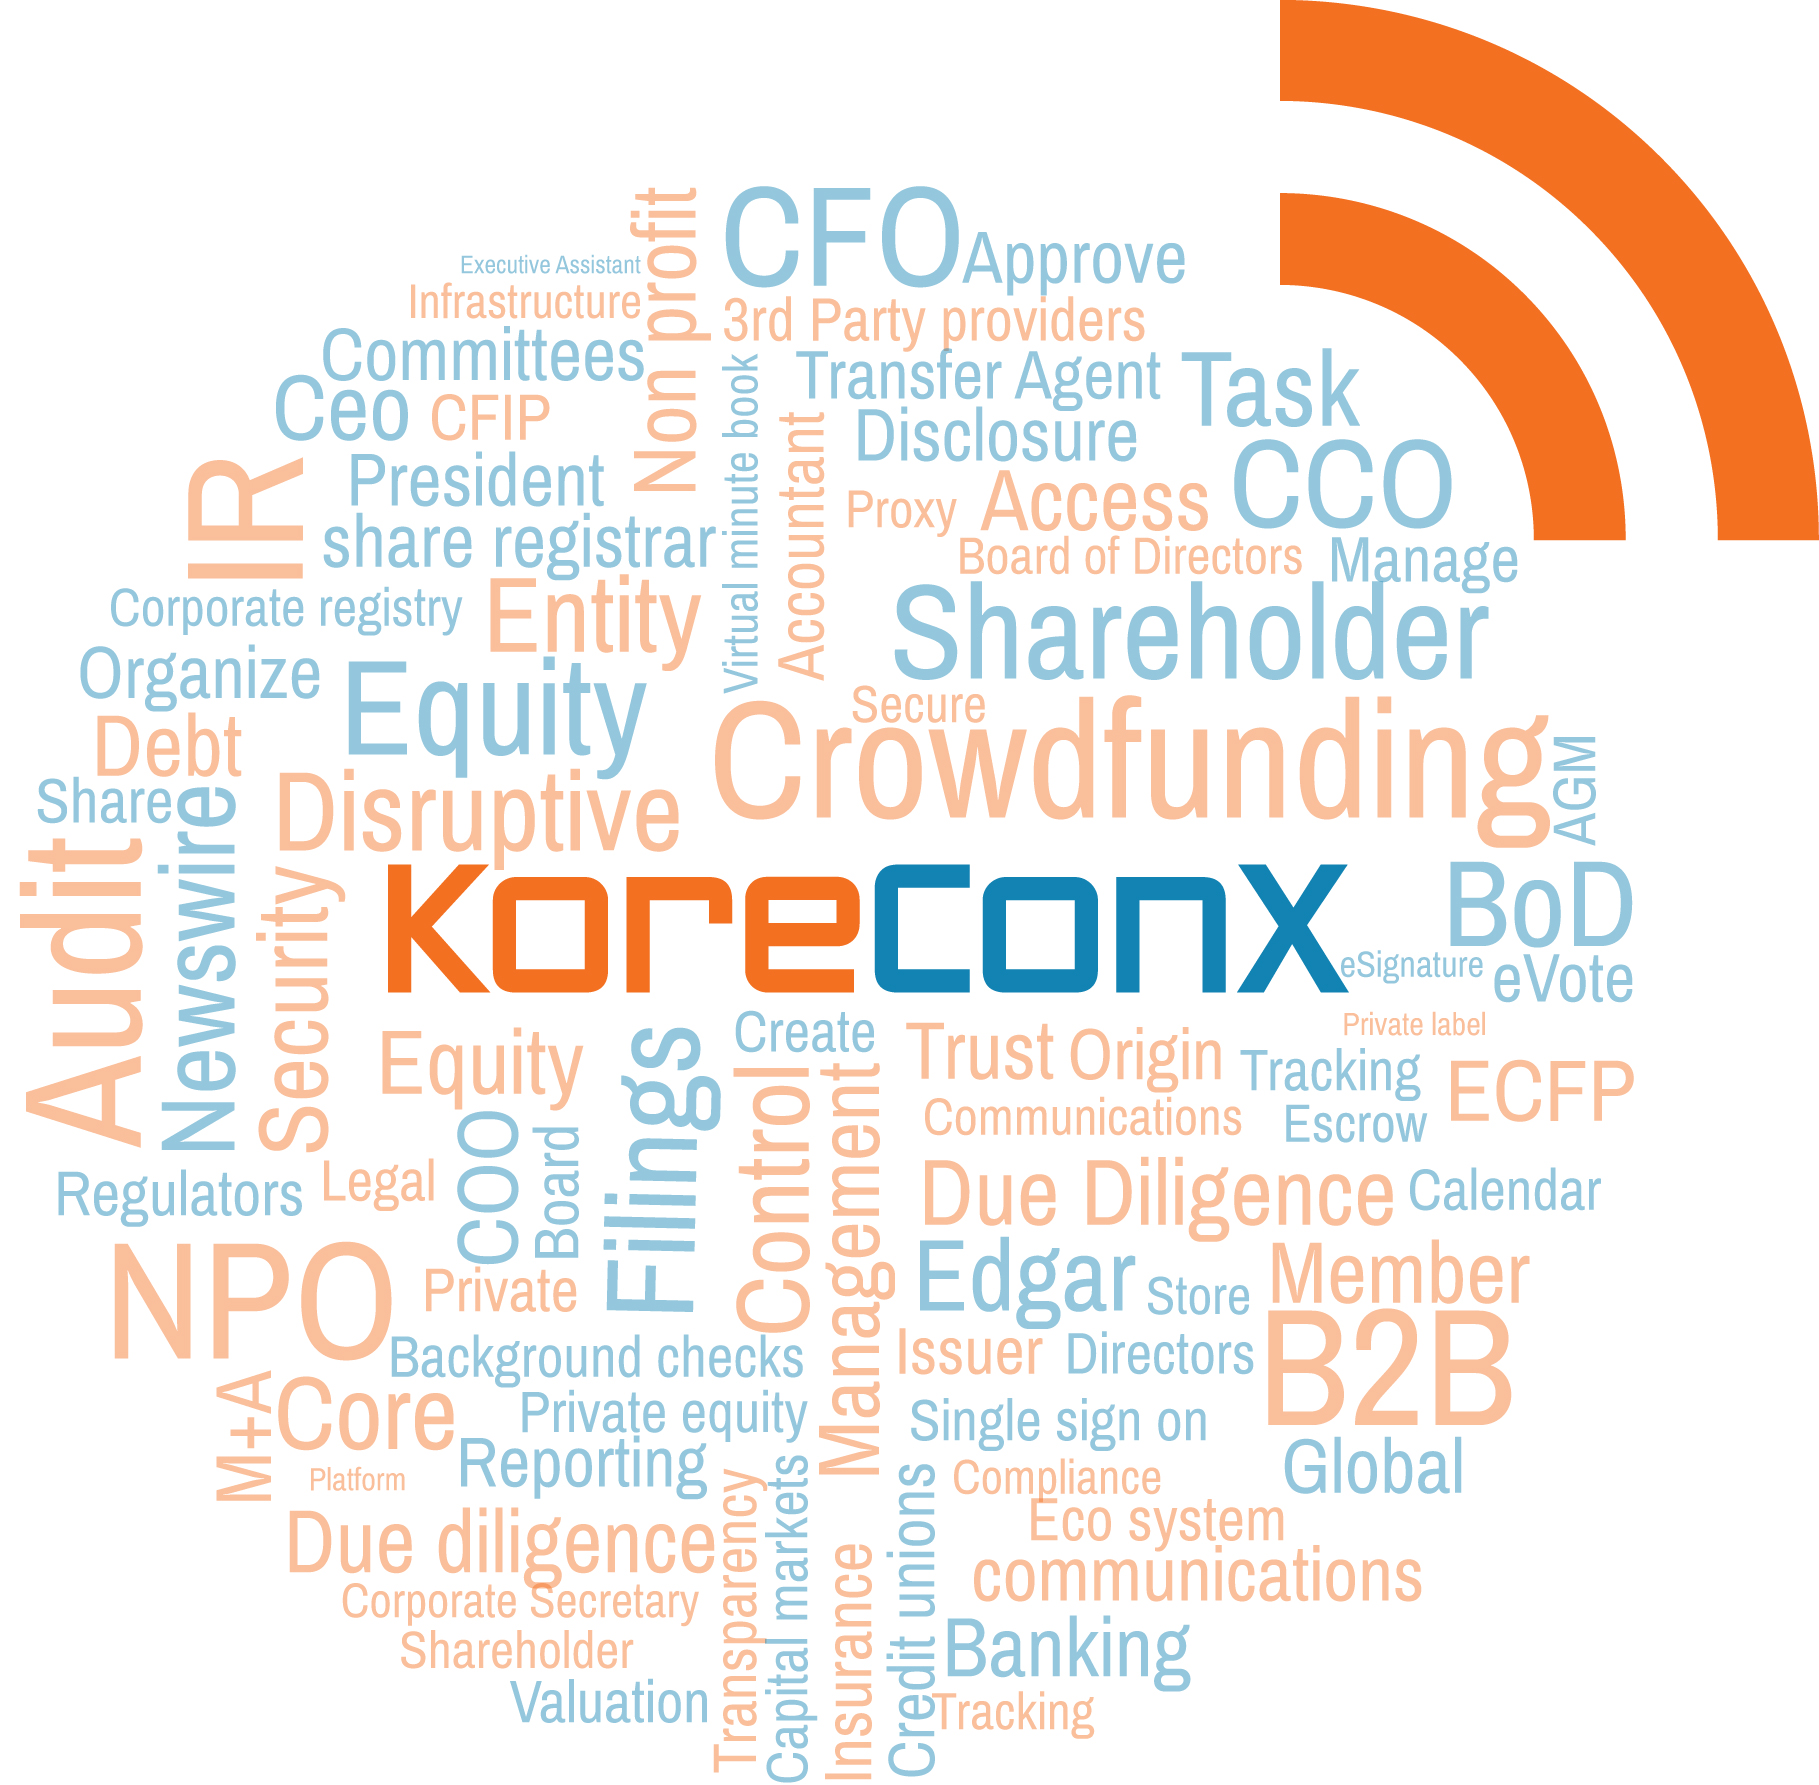 CFO
Approve
Non profit
Executive Assistant
Infrastructure
3rd Party providers
Committees
Transfer Agent
Task
Virtual minute book
Ceo
CFIP
Accountant
Disclosure
CCO
IR
President
Proxy
Access
share registrar
Board of Directors
Manage
Corporate registry
Entity
Shareholder
Organize
Equity
Secure
Crowdfunding
Debt
AGM
Share
Newswire
Disruptive
Audit
Security
KoreConX
BoD
eSignature
eVote
Private label
Equity
Filings
Create
Trust
Origin
Tracking
ECFP
Control
Management
Communications
Escrow
COO
Board
Regulators
Legal
Due Diligence
Calendar
NPO
Private
Edgar
Store
Member
B2B
Background checks
Issuer
Directors
M+A
Core
Private equity
Single sign on
Reporting
Global
Platform
Compliance
Transparency
Capital markets
Insurance
Credit unions
Eco system
Due diligence
communications
Corporate Secretary
Shareholder
Banking
Valuation
Tracking